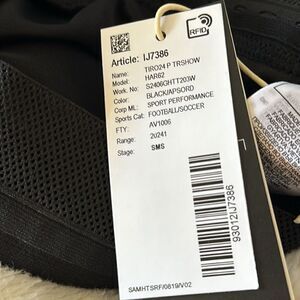 RFID
Article: IJ7386
Name: TIRO24 P TRSHOW
Model: HAR62
Work. No: S2406GHTT203W
Color: BLACK/APSORD
Corp ML: SPORT PERFORMANCE
Sports Cat: FOOTBALL/SOCCER
FTY: AV1006
Range: 20241
Stage: SMS
93012IJ7386
SAMHTSRF/0819/V02